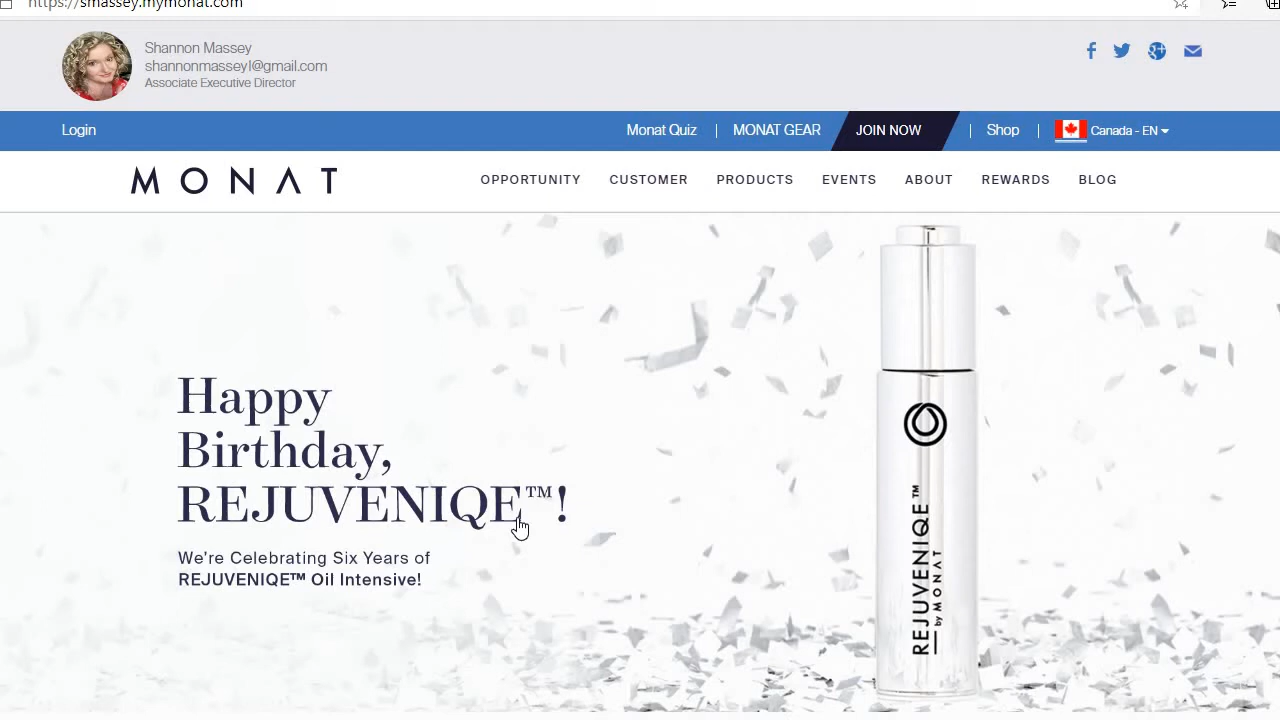 https://smassey.mymonat.com
Shannon Massey
shannonmassey1@gmail.com
Associate Executive Director
Login
Monat Quiz
MONAT GEAR
JOIN NOW
Shop
Canada - EN
MONAT
OPPORTUNITY
CUSTOMER
PRODUCTS
EVENTS
ABOUT
REWARDS
BLOG
Happy
Birthday,
REJUVENIQE™!
We're Celebrating Six Years of
REJUVENIQE™ Oil Intensive!
REJUVENIQE™
by MONAT